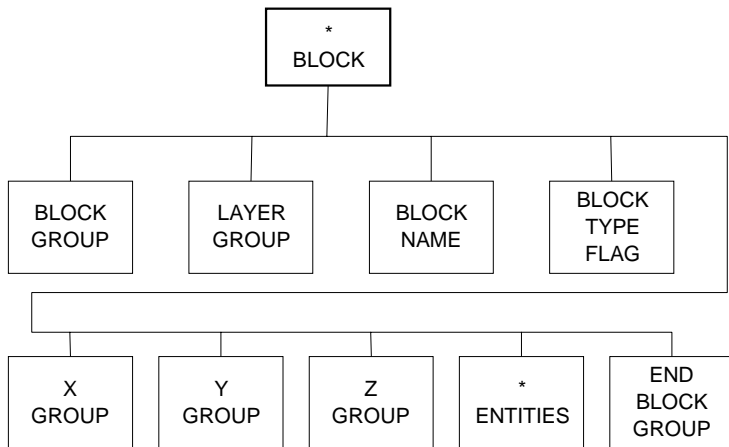 *
BLOCK
BLOCK
GROUP
LAYER
GROUP
BLOCK
NAME
BLOCK
TYPE
FLAG
X
GROUP
Y
GROUP
Z
GROUP
*
ENTITIES
END
BLOCK
GROUP